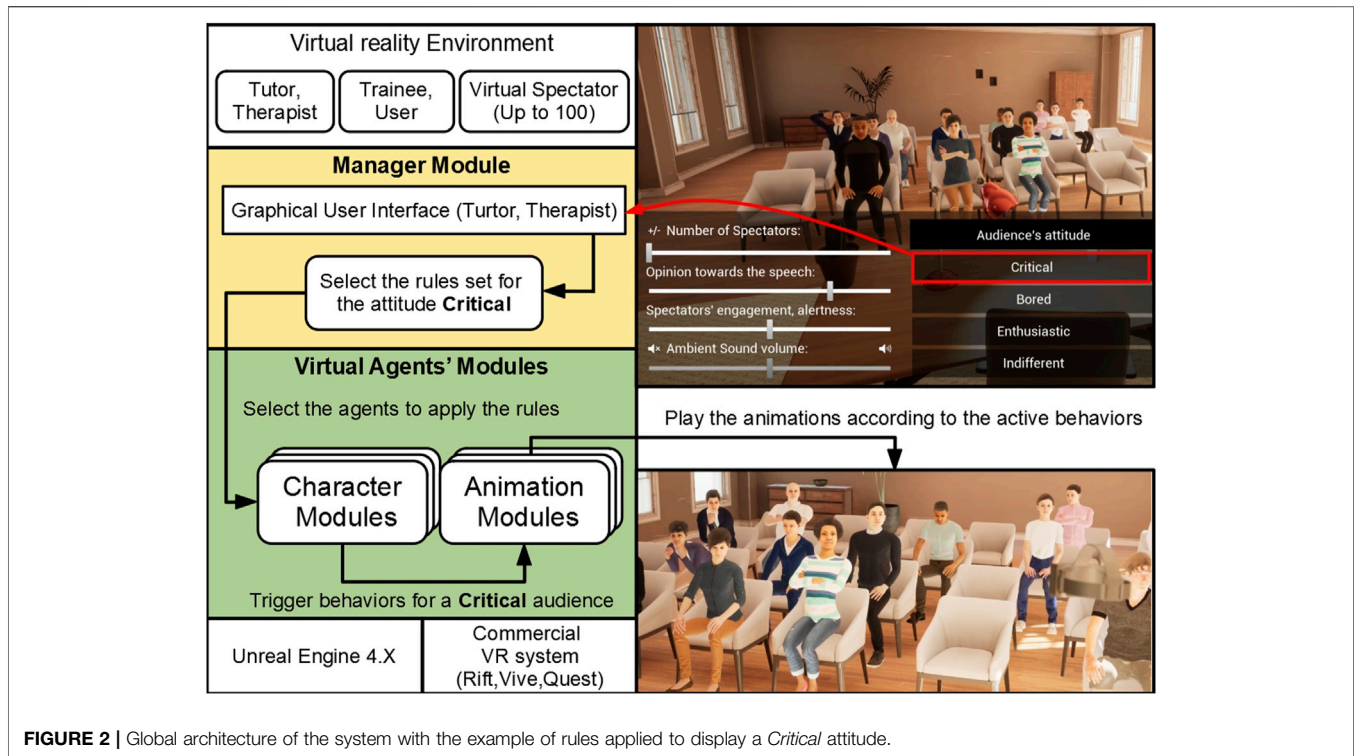 Virtual reality Environment
Tutor,
Therapist
Trainee,
User
Virtual Spectator
(Up to 100)
Manager Module
Graphical User Interface (Turtor, Therapist)
Select the rules set for
the attitude Critical
Virtual Agents' Modules
Select the agents to apply the rules
Character
Modules
Animation
Modules
Trigger behaviors for a Critical audience
Unreal Engine 4.X
Commercial
VR system
(Rift,Vive,Quest)
+/- Number of Spectators:
Opinion towards the speech:
Spectators' engagement, alertness:
Ambient Sound volume:
Audience's attitude
Critical
Bored
Enthusiastic
Indifferent
Play the animations according to the active behaviors
FIGURE 2 | Global architecture of the system with the example of rules applied to display a Critical attitude.